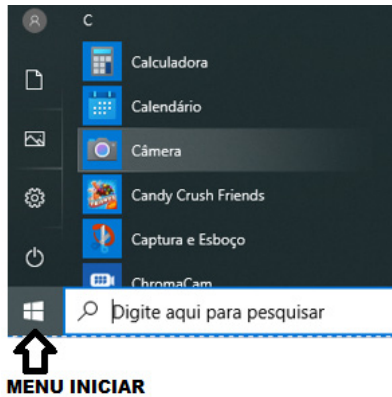 C
Calculadora
Calendário
Câmera
Candy Crush Friends
Captura e Esboço
ChromaCam
Digite aqui para pesquisar
MENU INICIAR